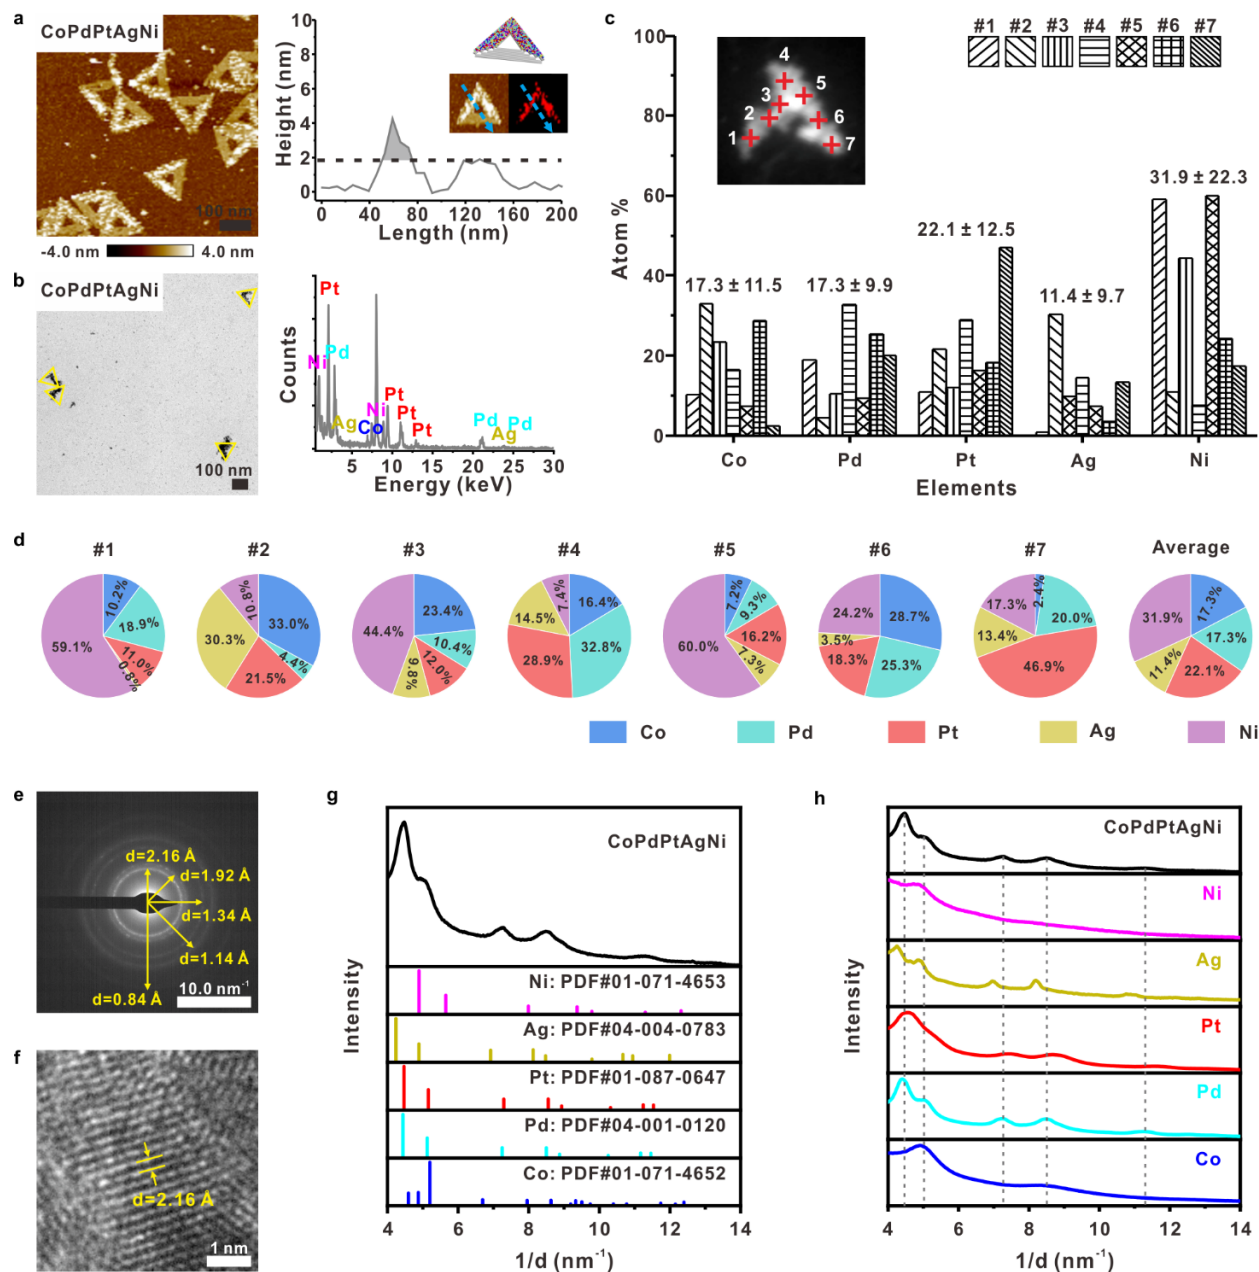 a
CoPdPtAgNi
100 nm
-4.0 nm
4.0 nm
Height (nm)
10
8
6
4
2
0
0 40 80 120 160 200
Length (nm)
b
CoPdPtAgNi
100 nm
Counts
Pt
Pd
Ni
Ag
Co
Ni
Pt
Pt
Pt
Pd
Ag
Pd
5 10 15 20 25 30
Energy (keV)
c
#1 #2 #3 #4 #5 #6 #7
Atom %
100
80
60
40
20
0
1
2
3
4
5
6
7
17.3 ± 11.5
17.3 ± 9.9
22.1 ± 12.5
11.4 ± 9.7
31.9 ± 22.3
Co Pd Pt Ag Ni
Elements
d
#1
10.2%
18.9%
11.0%
0.8%
59.1%
#2
33.0%
4.4%
21.5%
30.3%
10.8%
#3
23.4%
10.4%
12.0%
9.8%
44.4%
#4
16.4%
32.8%
28.9%
14.5%
7.4%
#5
7.2%
9.3%
16.2%
7.3%
60.0%
#6
28.7%
25.3%
18.3%
3.5%
24.2%
#7
2.4%
20.0%
46.9%
13.4%
17.3%
Average
17.3%
17.3%
22.1%
11.4%
31.9%
Co Pd Pt Ag Ni
e
d=2.16 Å
d=1.92 Å
d=1.34 Å
d=1.14 Å
d=0.84 Å
10.0 nm⁻¹
f
d=2.16 Å
1 nm
g
Intensity
CoPdPtAgNi
Ni: PDF#01-071-4653
Ag: PDF#04-004-0783
Pt: PDF#01-087-0647
Pd: PDF#04-001-0120
Co: PDF#01-071-4652
4 6 8 10 12 14
1/d (nm⁻¹)
h
Intensity
CoPdPtAgNi
Ni
Ag
Pt
Pd
Co
4 6 8 10 12 14
1/d (nm⁻¹)